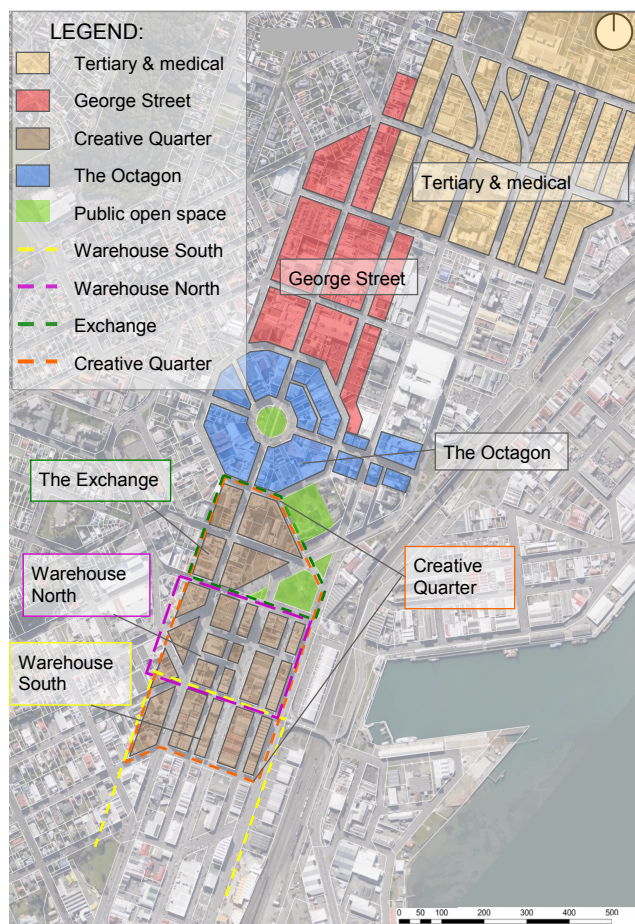 LEGEND:
Tertiary & medical
George Street
Creative Quarter
The Octagon
Public open space
Warehouse South
Warehouse North
Exchange
Creative Quarter
Tertiary & medical
George Street
The Octagon
The Exchange
Warehouse
North
Creative
Quarter
Warehouse
South
0 50 100 200 300 400 500